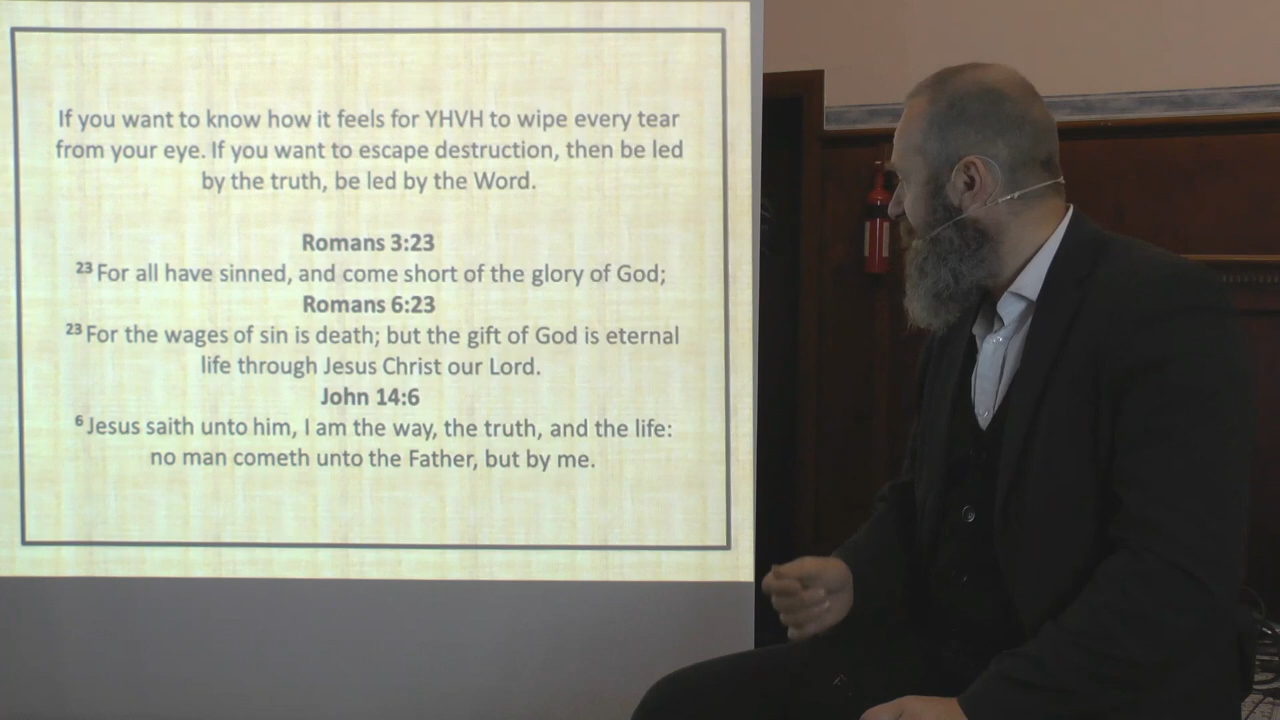 If you want to know how it feels for YHVH to wipe every tear
from your eye. If you want to escape destruction, then be led
by the truth, be led by the Word.
Romans 3:23
23 For all have sinned, and come short of the glory of God;
Romans 6:23
23 For the wages of sin is death; but the gift of God is eternal
life through Jesus Christ our Lord.
John 14:6
6 Jesus saith unto him, I am the way, the truth, and the life:
no man cometh unto the Father, but by me.